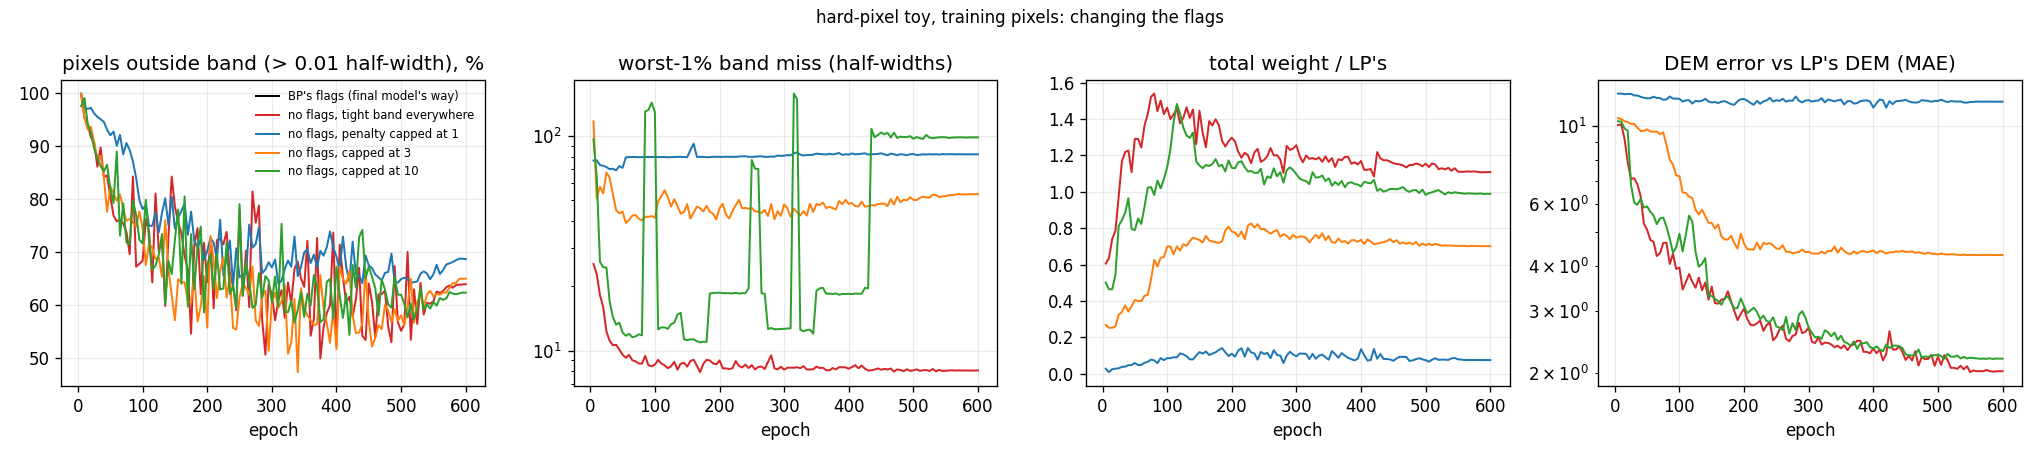 hard-pixel toy, training pixels: changing the flags
pixels outside band (> 0.01 half-width), %
100
90
80
70
60
50
BP's flags (final model's way)
no flags, tight band everywhere
no flags, penalty capped at 1
no flags, capped at 3
no flags, capped at 10
0 100 200 300 400 500 600
epoch
worst-1% band miss (half-widths)
10²
10¹
0 100 200 300 400 500 600
epoch
total weight / LP's
1.6
1.4
1.2
1.0
0.8
0.6
0.4
0.2
0.0
0 100 200 300 400 500 600
epoch
DEM error vs LP's DEM (MAE)
10¹
6 × 10⁰
4 × 10⁰
3 × 10⁰
2 × 10⁰
0 100 200 300 400 500 600
epoch